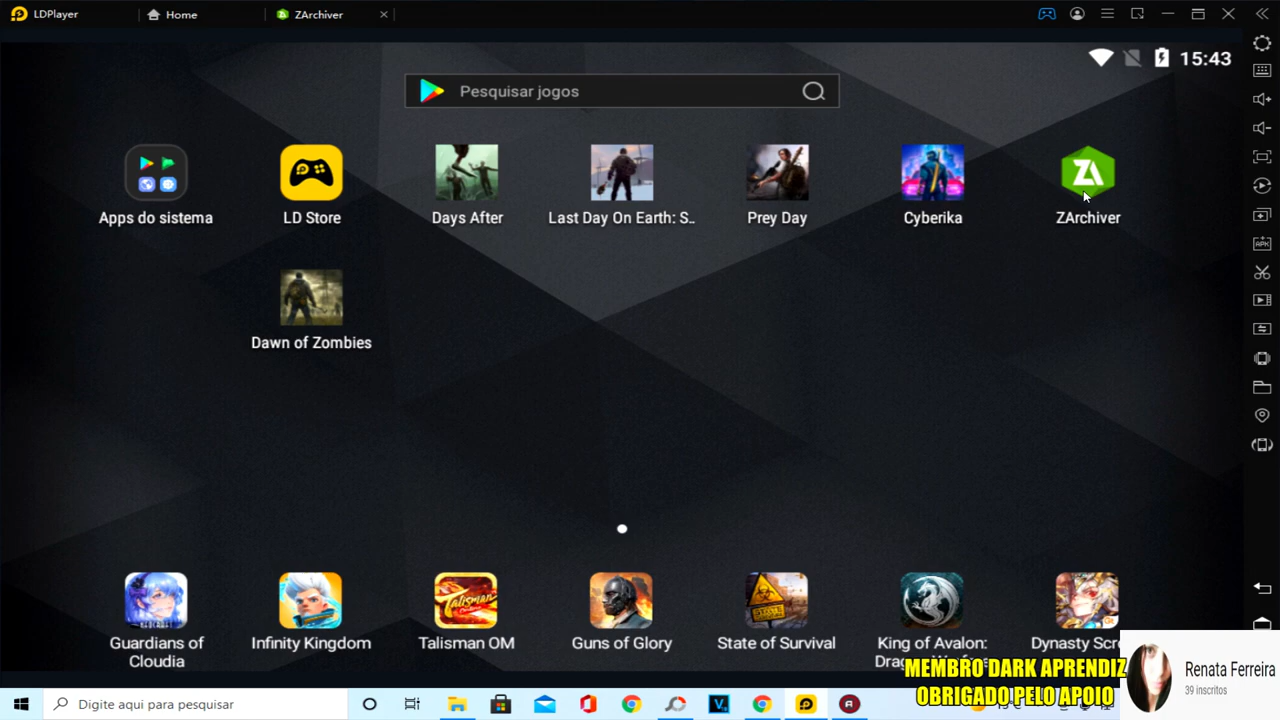 LDPlayer
Home
ZArchiver
15:43
Pesquisar jogos
Apps do sistema
LD Store
Days After
Last Day On Earth: S..
Prey Day
Cyberika
ZArchiver
Dawn of Zombies
Guardians of
Cloudia
Infinity Kingdom
Talisman OM
Guns of Glory
State of Survival
King of Avalon:
Dynasty Scr
MEMBRO DARK APRENDIZ
OBRIGADO PELO APOIO
Renata Ferreira
39 inscritos
Digite aqui para pesquisar